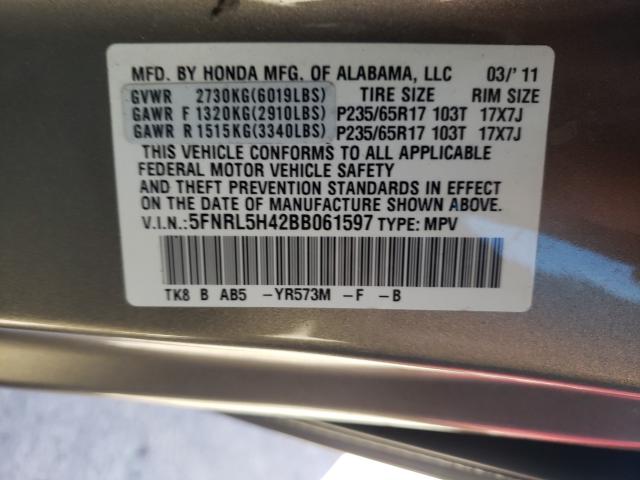 MFD. BY HONDA MFG. OF ALABAMA, LLC 03/'11
GVWR 2730KG(6019LBS) TIRE SIZE RIM SIZE
GAWR F 1320KG(2910LBS) P235/65R17 103T 17X7J
GAWR R 1515KG(3340LBS) P235/65R17 103T 17X7J
THIS VEHICLE CONFORMS TO ALL APPLICABLE
FEDERAL MOTOR VEHICLE SAFETY
AND THEFT PREVENTION STANDARDS IN EFFECT
ON THE DATE OF MANUFACTURE SHOWN ABOVE.
V.I.N.:5FNRL5H42BB061597 TYPE: MPV
TK8 B AB5 -YR573M -F -B